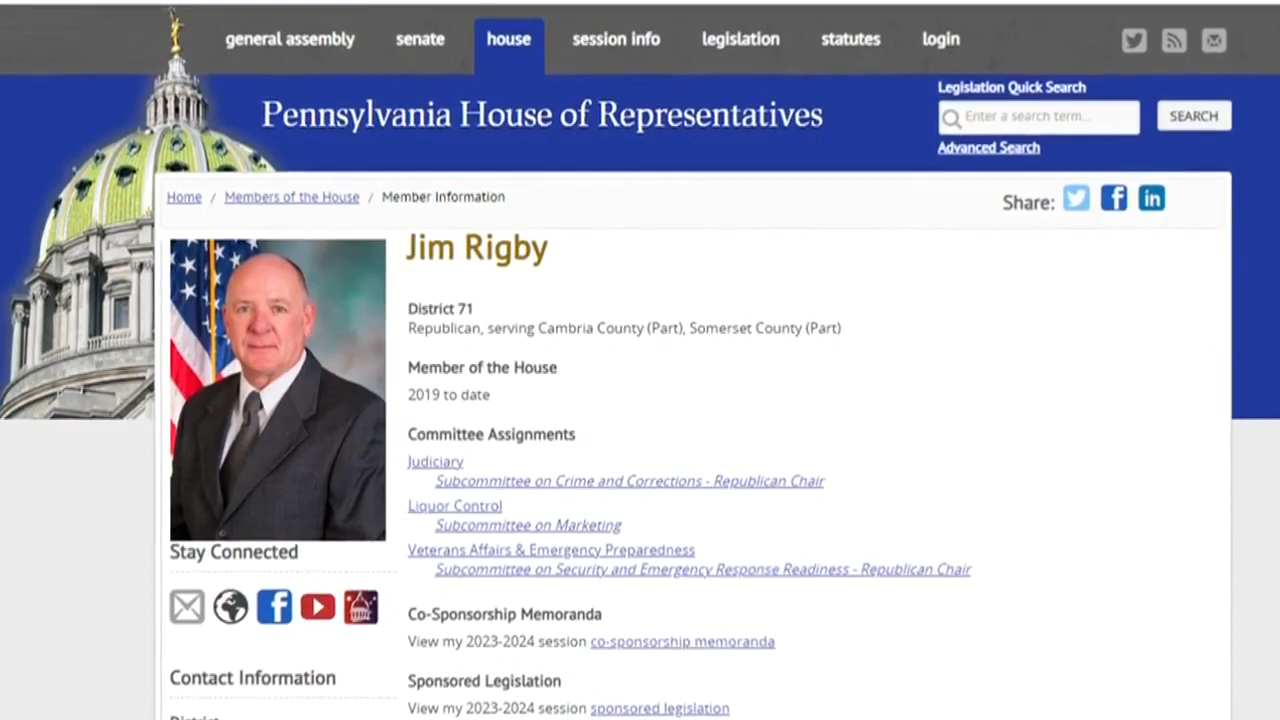 general assembly
senate
house
session info
legislation
statutes
login
Pennsylvania House of Representatives
Legislation Quick Search
Enter a search term...
SEARCH
Advanced Search
Home / Members of the House / Member Information
Share:
Jim Rigby
District 71
Republican, serving Cambria County (Part), Somerset County (Part)
Member of the House
2019 to date
Committee Assignments
Judiciary
Subcommittee on Crime and Corrections - Republican Chair
Liquor Control
Subcommittee on Marketing
Veterans Affairs & Emergency Preparedness
Subcommittee on Security and Emergency Response Readiness - Republican Chair
Co-Sponsorship Memoranda
View my 2023-2024 session co-sponsorship memoranda
Sponsored Legislation
View my 2023-2024 session sponsored legislation
Stay Connected
Contact Information